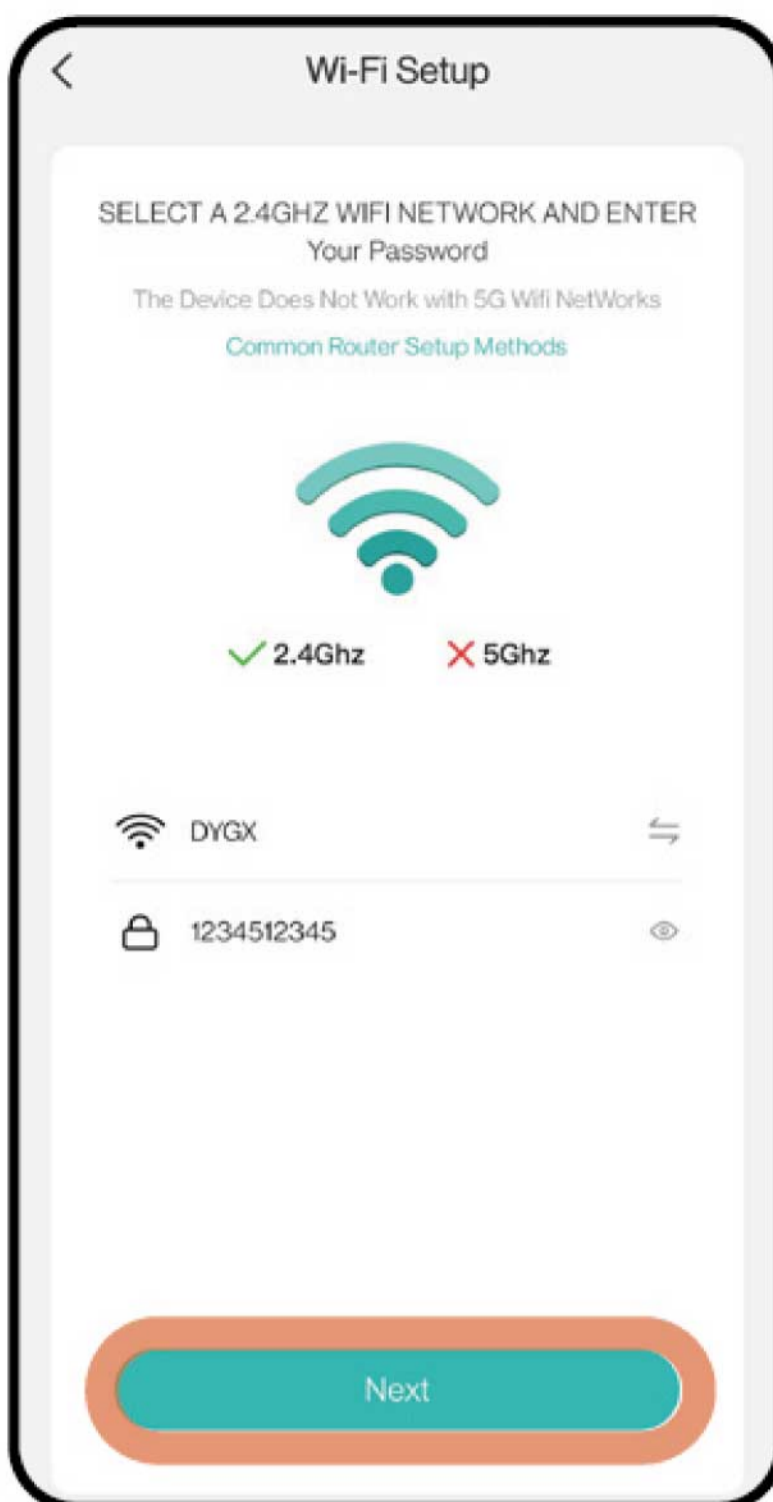 Wi-Fi Setup
SELECT A 2.4GHZ WIFI NETWORK AND ENTER
Your Password
The Device Does Not Work with 5G Wifi NetWorks
Common Router Setup Methods
2.4Ghz 5Ghz
DYGX
1234512345
Next